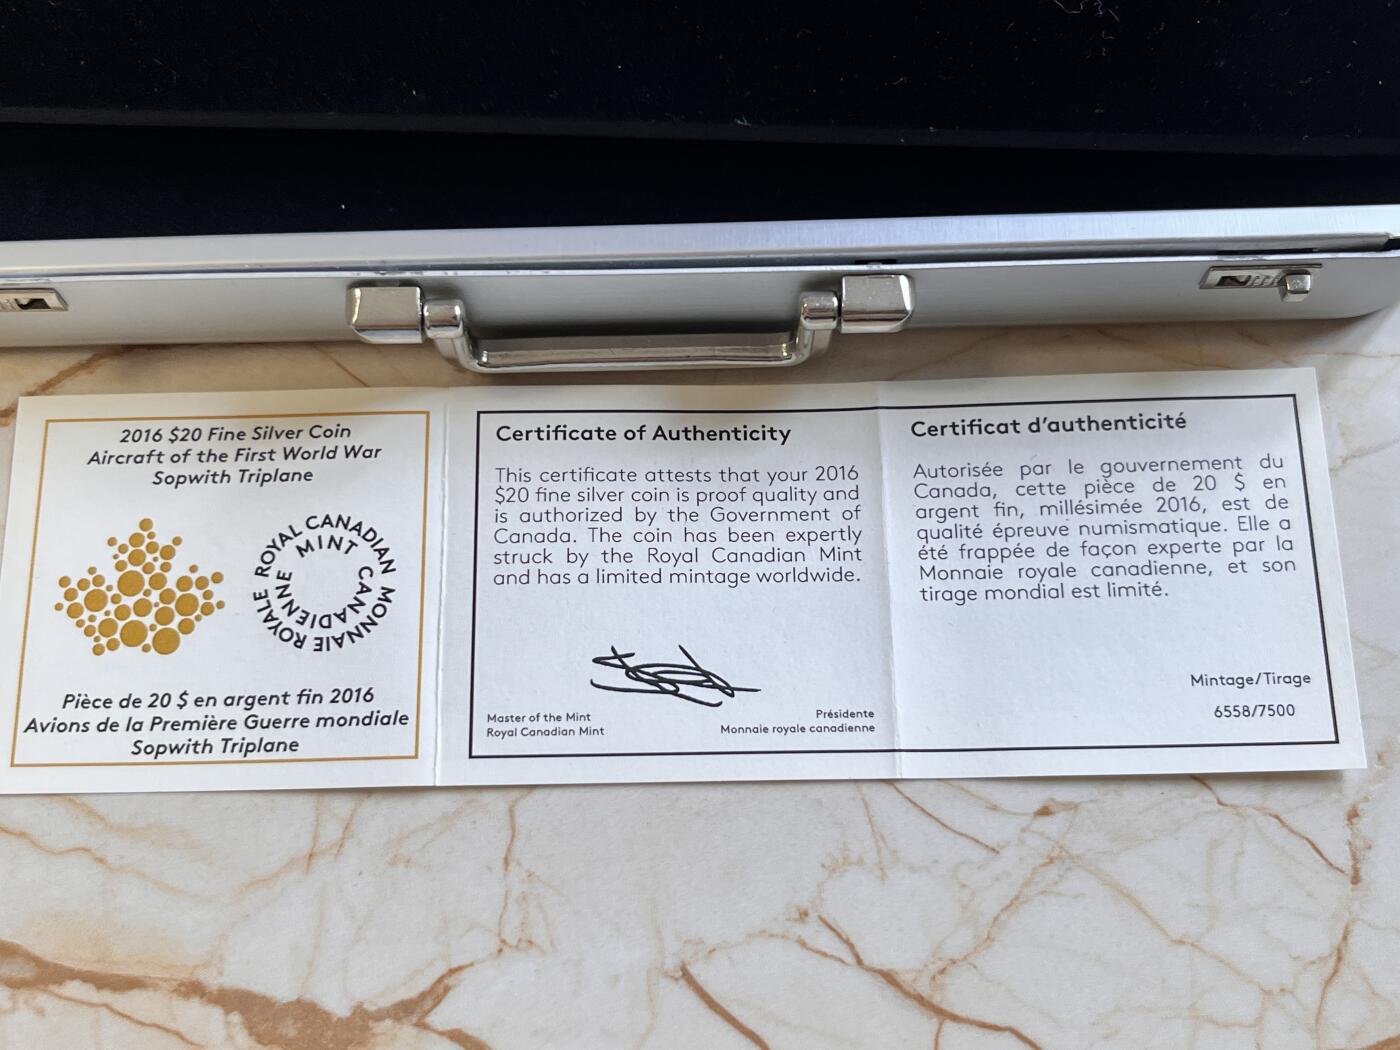 2016 $20 Fine Silver Coin
Aircraft of the First World War
Sopwith Triplane
ROYAL CANADIAN MINT
MONNAIE ROYALE CANADIENNE
Pièce de 20 $ en argent fin 2016
Avions de la Première Guerre mondiale
Sopwith Triplane
Certificate of Authenticity
This certificate attests that your 2016
$20 fine silver coin is proof quality and
is authorized by the Government of
Canada. The coin has been expertly
struck by the Royal Canadian Mint
and has a limited mintage worldwide.
Master of the Mint
Royal Canadian Mint
Présidente
Monnaie royale canadienne
Certificat d'authenticité
Autorisée par le gouvernement du
Canada, cette pièce de 20 $ en
argent fin, millésimée 2016, est de
qualité épreuve numismatique. Elle a
été frappée de façon experte par la
Monnaie royale canadienne, et son
tirage mondial est limité.
Mintage/Tirage
6558/7500